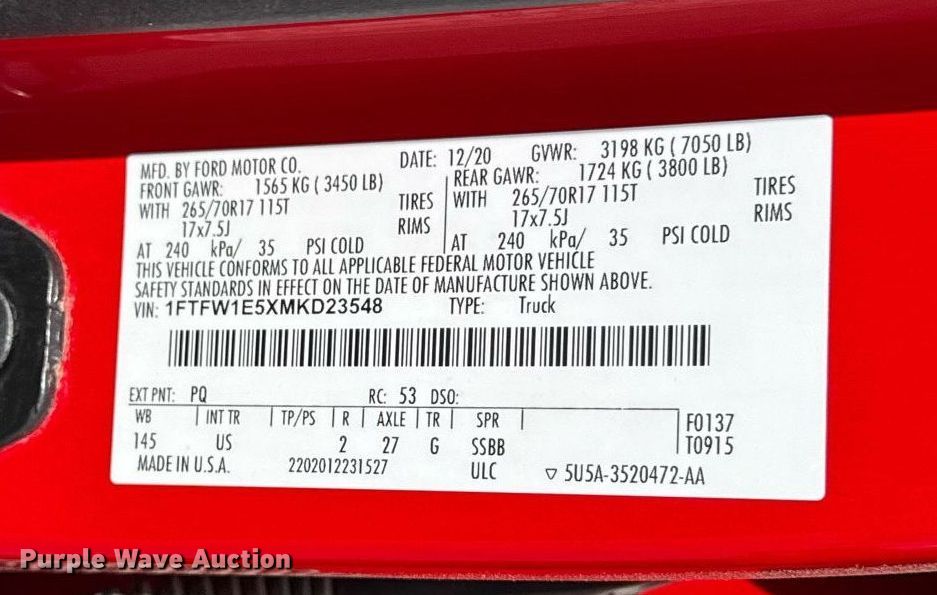 MFD. BY FORD MOTOR CO. DATE: 12/20 GVWR: 3198 KG ( 7050 LB)
FRONT GAWR: 1565 KG ( 3450 LB) REAR GAWR: 1724 KG ( 3800 LB)
WITH 265/70R17 115T TIRES WITH 265/70R17 115T TIRES
17x7.5J RIMS 17x7.5J RIMS
AT 240 kPa/ 35 PSI COLD AT 240 kPa/ 35 PSI COLD
THIS VEHICLE CONFORMS TO ALL APPLICABLE FEDERAL MOTOR VEHICLE
SAFETY STANDARDS IN EFFECT ON THE DATE OF MANUFACTURE SHOWN ABOVE.
VIN: 1FTFW1E5XMKD23548 TYPE: Truck
EXT PNT: PQ RC: 53 DSO:
WB INT TR TP/PS R AXLE TR SPR F0137
145 US 2 27 G SSBB T0915
MADE IN U.S.A. 2202012231527 ULC ▽ 5U5A-3520472-AA
Purple Wave Auction